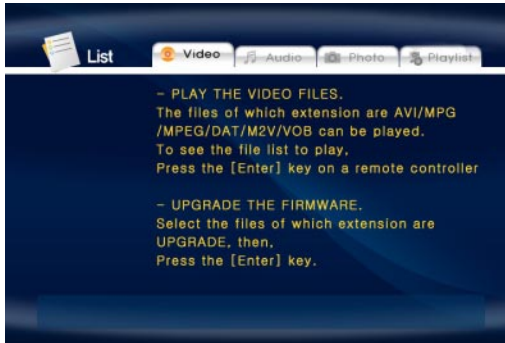 List
Video
Audio
Photo
Playlist
- PLAY THE VIDEO FILES.
The files of which extension are AVI/MPG
/MPEG/DAT/M2V/VOB can be played.
To see the file list to play,
Press the [Enter] key on a remote controller
- UPGRADE THE FIRMWARE.
Select the files of which extension are
UPGRADE, then,
Press the [Enter] key.